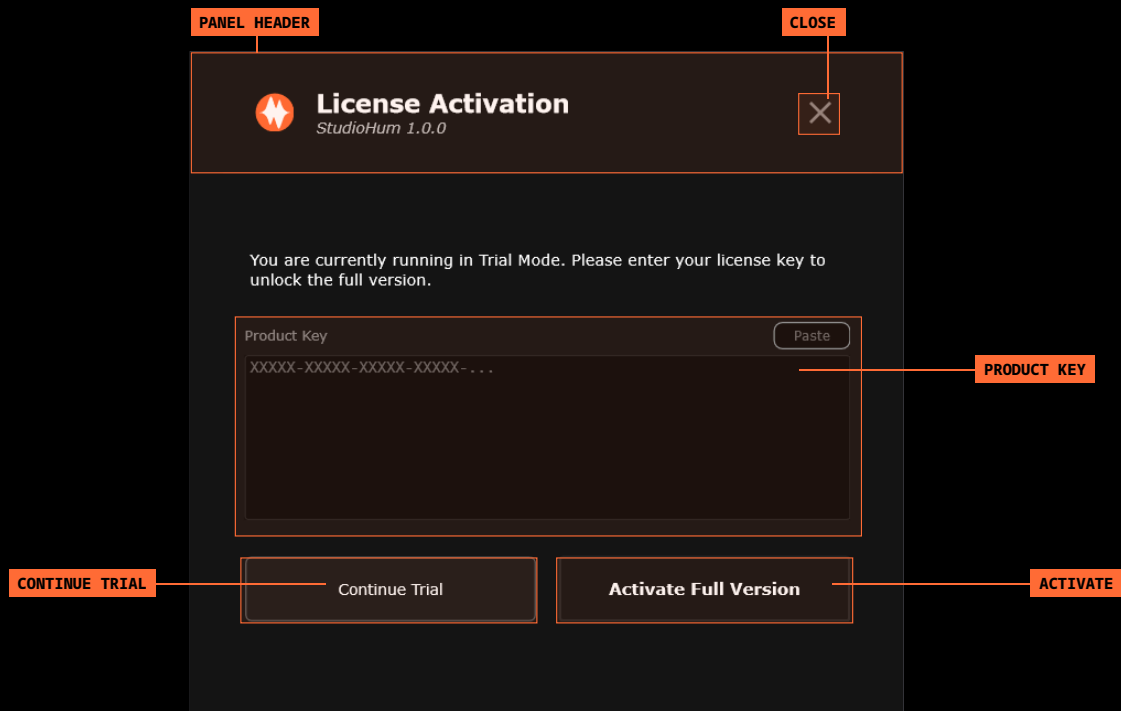 PANEL HEADER
CLOSE
License Activation
StudioHum 1.0.0
You are currently running in Trial Mode. Please enter your license key to
unlock the full version.
Product Key
Paste
XXXXX-XXXXX-XXXXX-XXXXX-...
PRODUCT KEY
CONTINUE TRIAL
Continue Trial
Activate Full Version
ACTIVATE